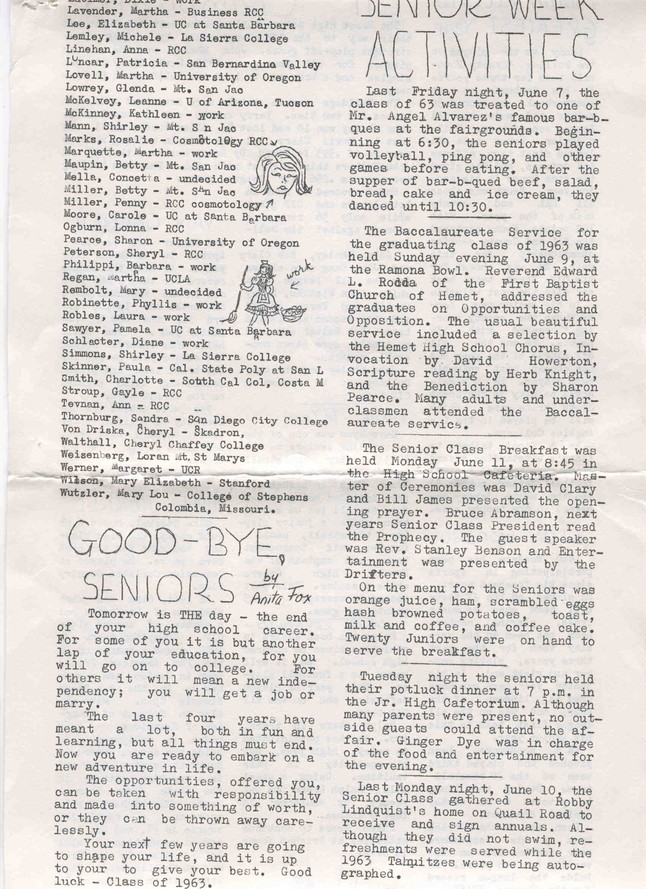 Lavender, Martha - Business RCC
Lee, Elizabeth - UC at Santa Barbara
Lemley, Michele - La Sierra College
Linehan, Anna - RCC
Luncar, Patricia - San Bernardino Valley
Lovell, Martha - University of Oregon
Lowrey, Glenda - Mt. San Jac
McKelvey, Leanne - U of Arizona, Tucson
McKinney, Kathleen - work
Mann, Shirley - Mt. S n Jac
Marks, Rosalie - Cosmotology RCC
Marquette, Martha - work
Maupin, Betty - Mt. San Jac
Mella, Concetta - undecided
Miller, Betty - Mt. San Jac
Miller, Penny - RCC cosmotology
Moore, Carole - UC at Santa Barbara
Ogburn, Lonna - RCC
Pearce, Sharon - University of Oregon
Peterson, Sheryl - RCC
Philippi, Barbara - work
Regan, Martha - UCLA
work
Rembolt, Mary - undecided
Robinette, Phyllis - work
Robles, Laura - work
Sawyer, Pamela - UC at Santa Barbara
Schlacter, Diane - work
Simmons, Shirley - La Sierra College
Skinner, Paula - Cal. State Poly at San L
Smith, Charlotte - South Cal Col, Costa M
Stroup, Gayle - RCC
Tevnan, Ann - RCC
Thornburg, Sandra - San Diego City College
Von Driska, Cheryl - Skadron,
Walthall, Cheryl Chaffey College
Weisenberg, Loran Mt. St Marys
Werner, Margaret - UCR
Wilson, Mary Elizabeth - Stanford
Wutzler, Mary Lou - College of Stephens
Colombia, Missouri.
GOOD-BYE,
SENIORS by
Anita Fox
Tomorrow is THE day - the end
of your high school career.
For some of you it is but another
lap of your education, for you
will go on to college. For
others it will mean a new inde-
pendency; you will get a job or
marry.
The last four years have
meant a lot, both in fun and
learning, but all things must end.
Now you are ready to embark on a
new adventure in life.
The opportunities, offered you,
can be taken with responsibility
and made into something of worth,
or they can be thrown away care-
lessly.
Your next few years are going
to shape your life, and it is up
to your to give your best. Good
luck - Class of 1963.
SENIOR WEEK
ACTIVITIES
Last Friday night, June 7, the
class of 63 was treated to one of
Mr. Angel Alvarez's famous bar-b-
ques at the fairgrounds. Begin-
ning at 6:30, the seniors played
volleyball, ping pong, and other
games before eating. After the
supper of bar-b-qued beef, salad,
bread, cake and ice cream, they
danced until 10:30.
The Baccalaureate Service for
the graduating class of 1963 was
held Sunday evening June 9, at
the Ramona Bowl. Reverend Edward
L. Rodda of the First Baptist
Church of Hemet, addressed the
graduates on Opportunities and
Opposition. The usual beautiful
service included a selection by
the Hemet High School Chorus, In-
vocation by David Howerton,
Scripture reading by Herb Knight,
and the Benediction by Sharon
Pearce. Many adults and under-
classmen attended the Baccal-
aureate service.
The Senior Class Breakfast was
held Monday June 11, at 8:45 in
the High School Cafeteria. Mas-
ter of Ceremonies was David Clary
and Bill James presented the open-
ing prayer. Bruce Abramson, next
years Senior Class President read
the Prophecy. The guest speaker
was Rev. Stanley Benson and Enter-
tainment was presented by the
Drifters.
On the menu for the Seniors was
orange juice, ham, scrambled eggs
hash browned potatoes, toast,
milk and coffee, and coffee cake.
Twenty Juniors were on hand to
serve the breakfast.
Tuesday night the seniors held
their potluck dinner at 7 p.m. in
the Jr. High Cafetorium. Although
many parents were present, no out-
side guests could attend the af-
fair. Ginger Dye was in charge
of the food and entertainment for
the evening.
Last Monday night, June 10, the
Senior Class gathered at Robby
Lindquist's home on Quail Road to
receive and sign annuals. Al-
though they did not swim, re-
freshments were served while the
1963 Tahquitzes were being auto-
graphed.